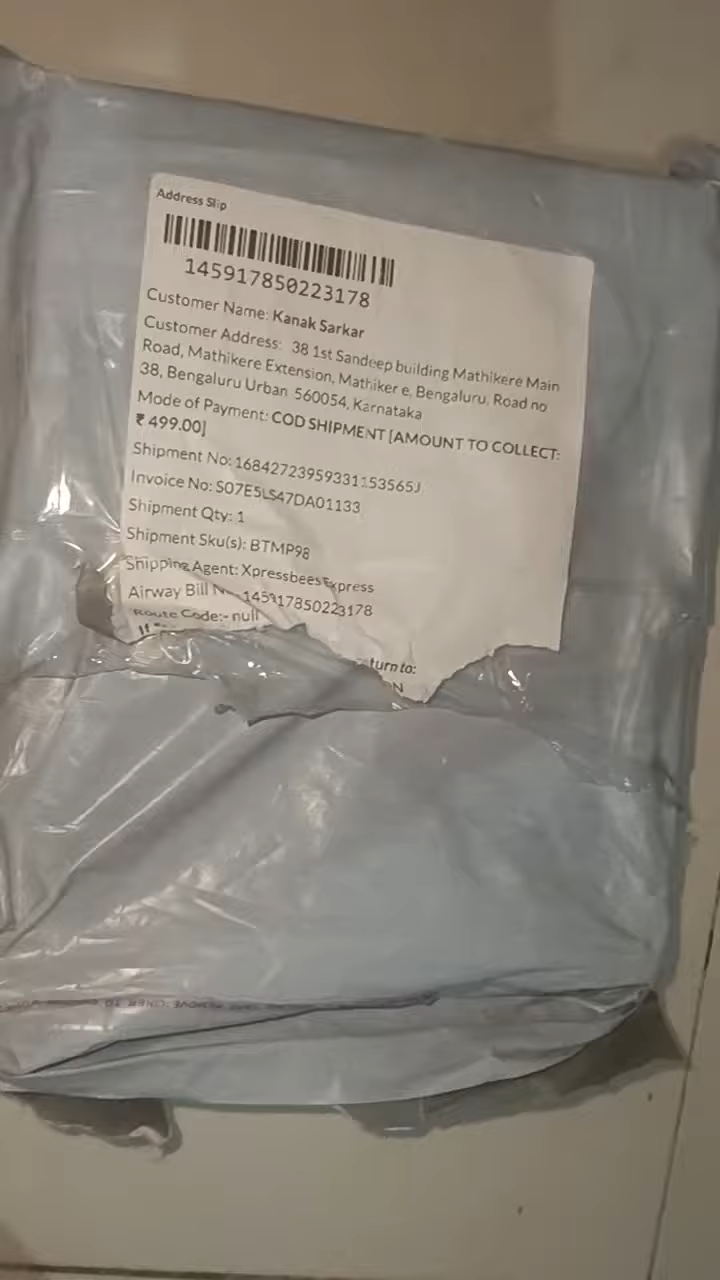 Address Slip
145917850223178
Customer Name: Kanak Sarkar
Customer Address: 38 1st Sandeep building Mathikere Main
Road, Mathikere Extension, Mathiker e, Bengaluru, Road no
38, Bengaluru Urban 560054, Karnataka
Mode of Payment: COD SHIPMENT [AMOUNT TO COLLECT:
₹ 499.00]
Shipment No: 16842723959331153565J
Invoice No: S07E5LS47DA01133
Shipment Qty: 1
Shipment Sku(s): BTMP98
Shipping Agent: Xpressbees Express
Airway Bill 145917850223178
Route Code:- null
If
turn to:
N